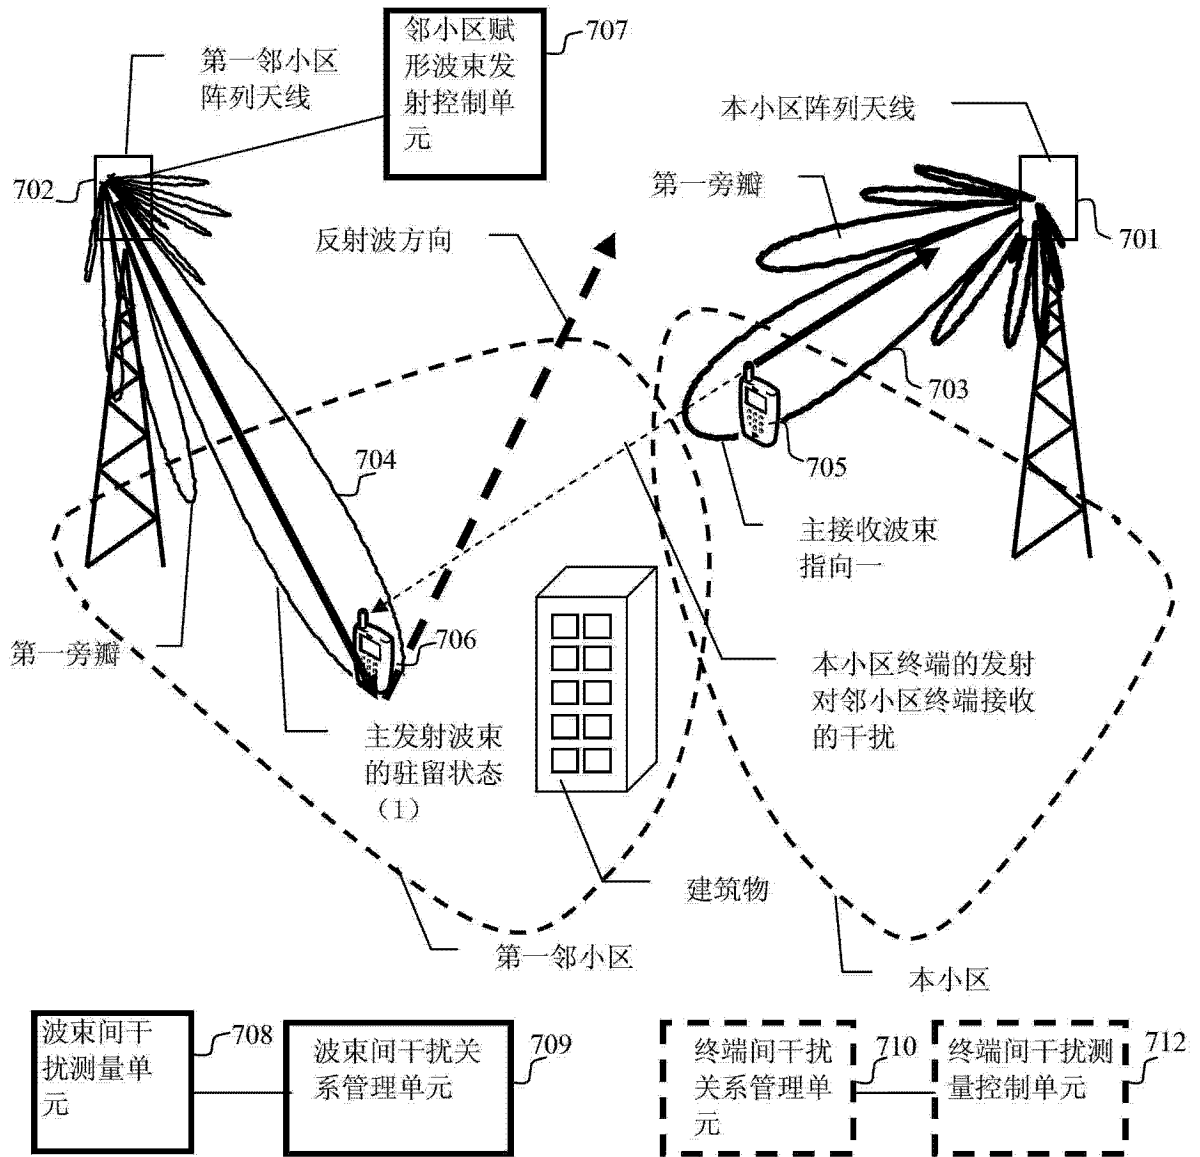 邻小区赋
形波束发
射控制单
元
707
第一邻小区
阵列天线
本小区阵列天线
702
第一旁瓣
701
反射波方向
703
704
705
主接收波束
指向一
706
第一旁瓣
本小区终端的发射
对邻小区终端接收
的干扰
主发射波束
的驻留状态
（1）
建筑物
第一邻小区
本小区
波束间干
扰测量单
元
708
波束间干扰关
系管理单元
709
终端间干扰
关系管理单
元
710
终端间干扰测
量控制单元
712